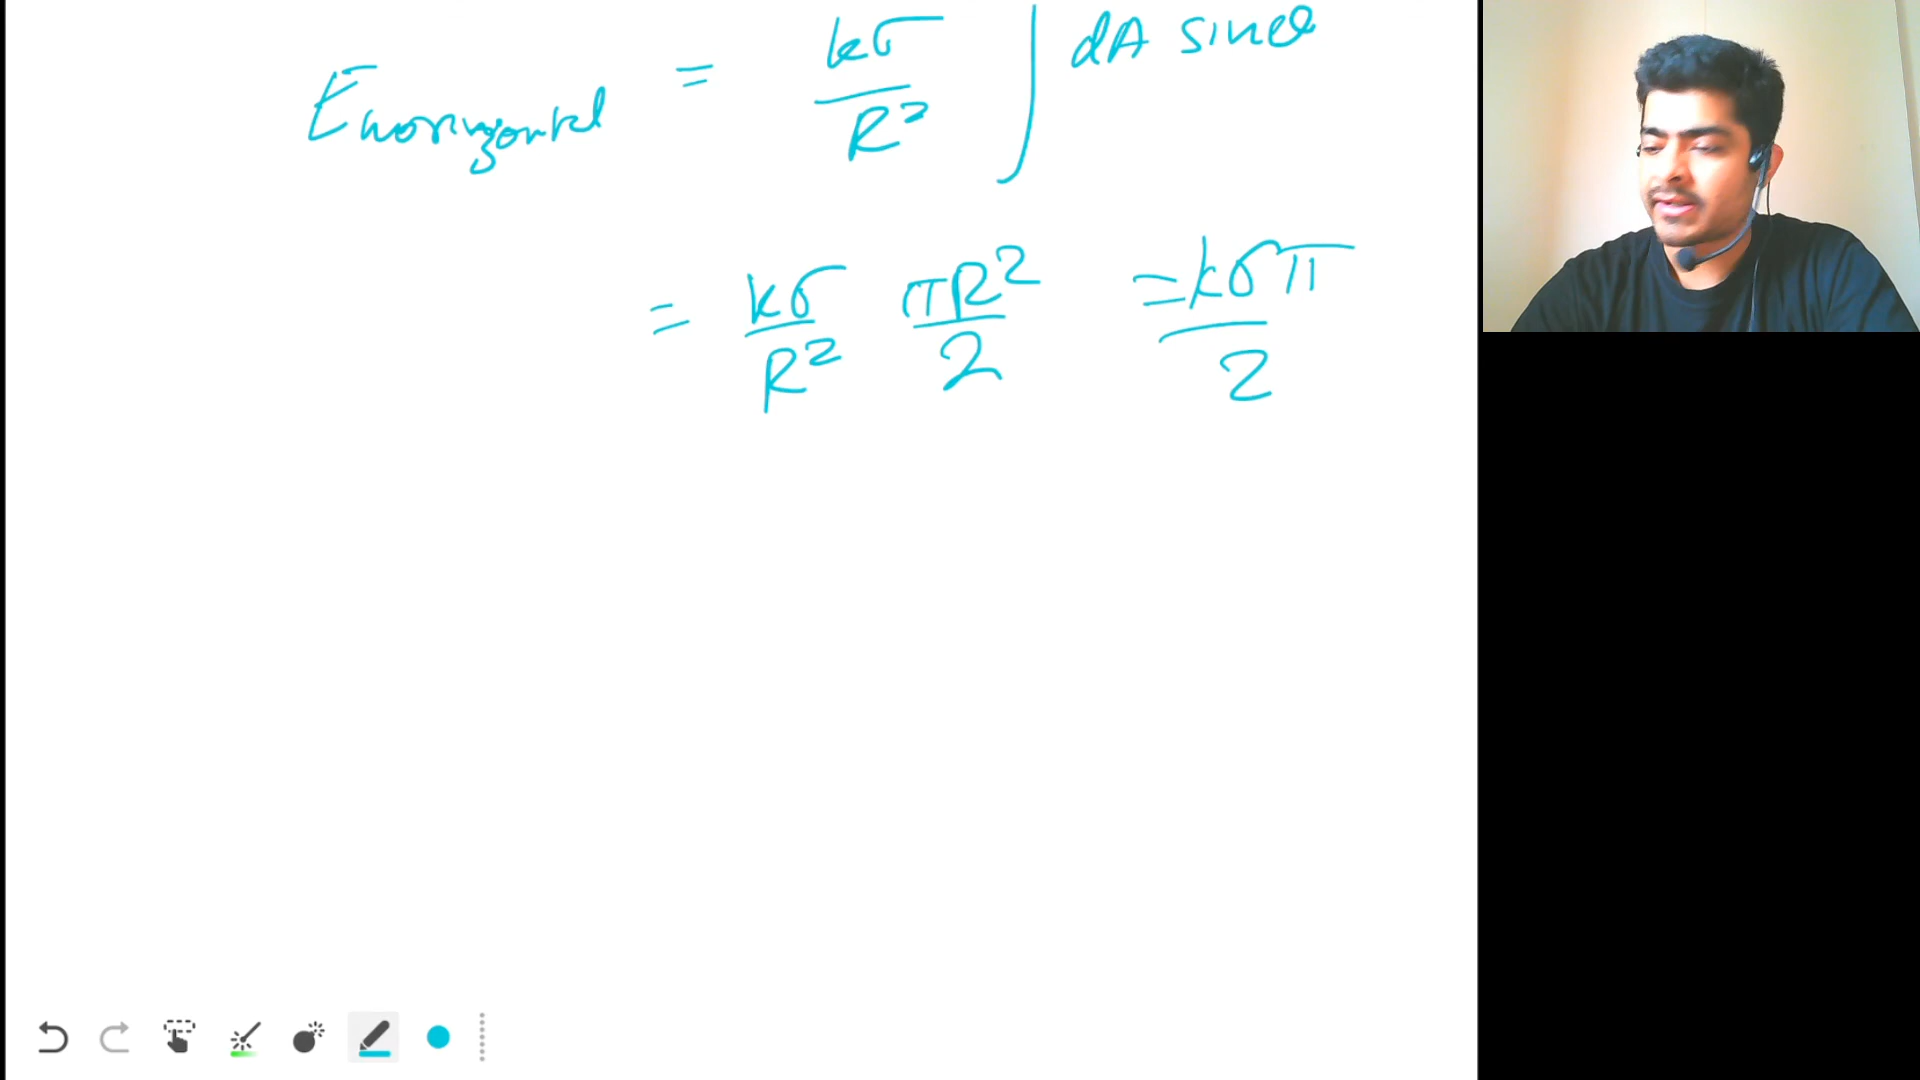 E horizontal = kσ/R² ∫ dA sinθ
= kσ/R² πR²/2 = kσπ/2